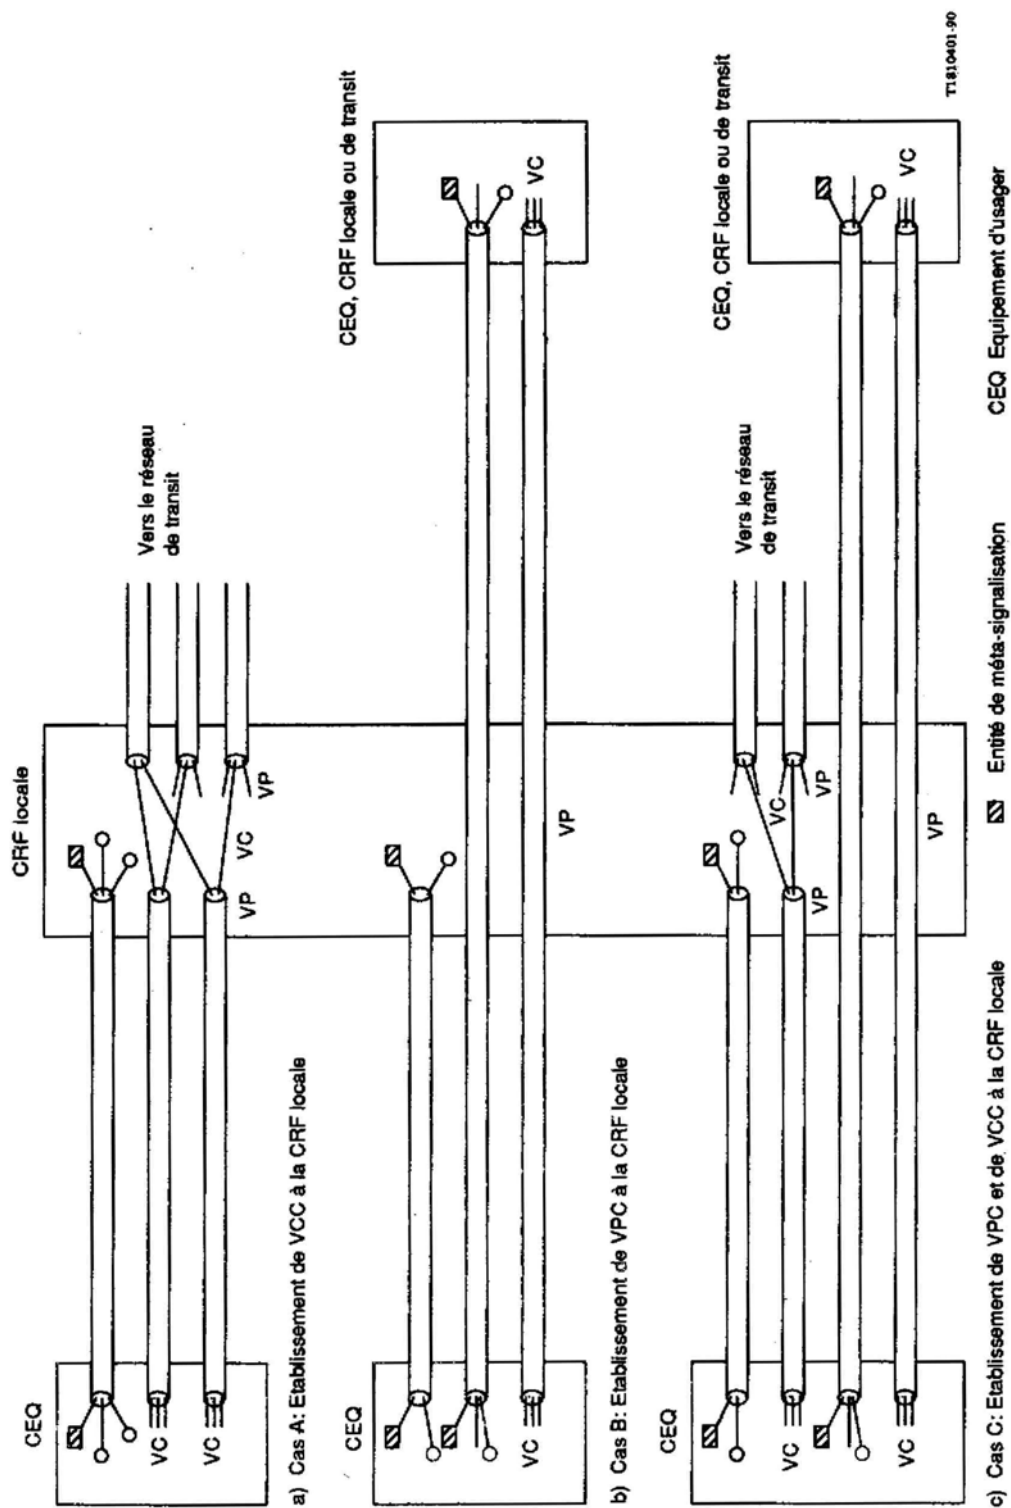 CRF locale
CEQ
VC
VC
VP
VC
VP
Vers le réseau
de transit
a) Cas A: Etablissement de VCC à la CRF locale
CEQ
VC
VP
CEQ, CRF locale ou de transit
VC
b) Cas B: Etablissement de VPC à la CRF locale
CEQ
VC
VC
VP
VC
VP
Vers le réseau
de transit
VP
CEQ, CRF locale ou de transit
VC
T1810401-90
c) Cas C: Etablissement de VPC et de VCC à la CRF locale
Entité de méta-signalisation
CEQ Equipement d'usager